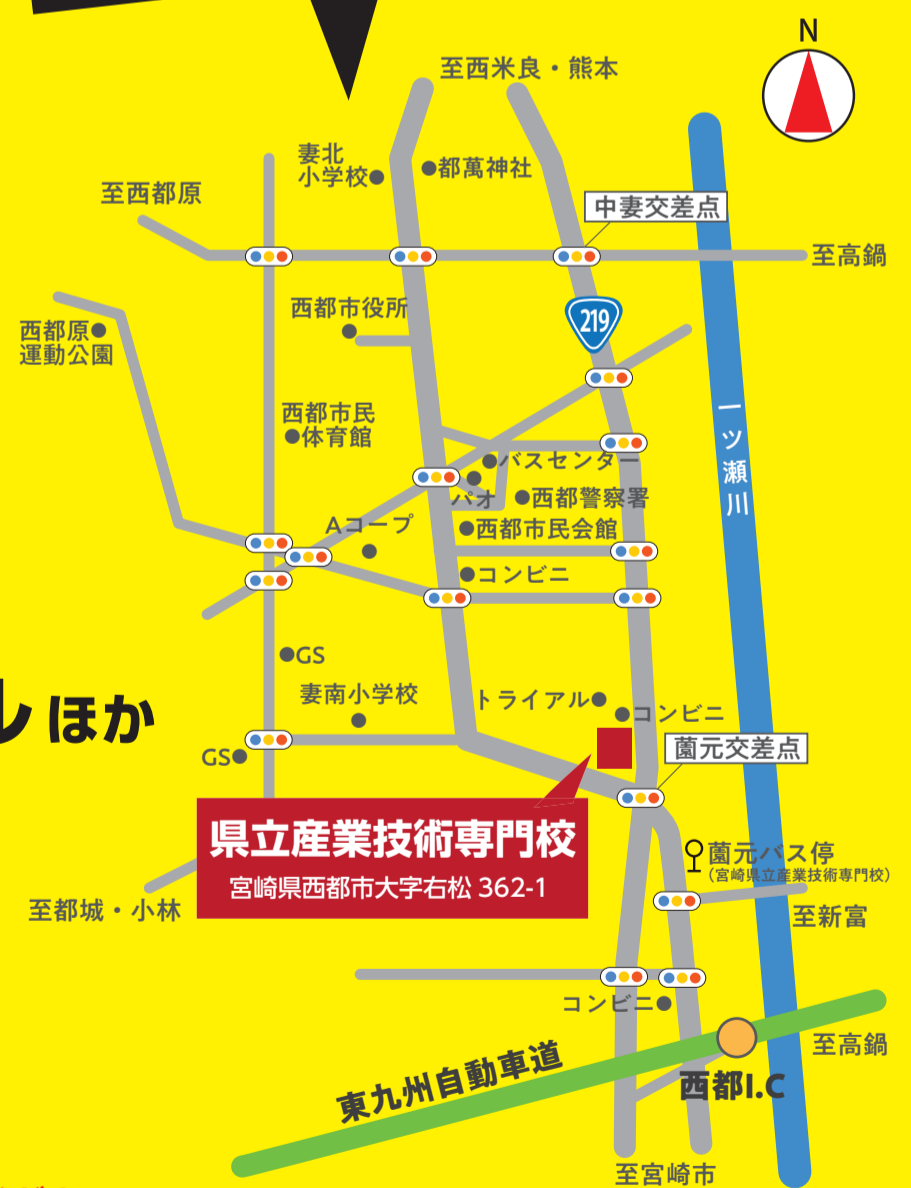 N
至西米良・熊本
妻北
小学校
都萬神社
至西都原
中妻交差点
至高鍋
西都市役所
219
西都原
運動公園
西都市民
体育館
一ツ瀬川
バスセンター
パオ
西都警察署
Aコープ
西都市民会館
コンビニ
GS
妻南小学校
トライアル
コンビニ
ほか
GS
薗元交差点
県立産業技術専門校
宮崎県西都市大字右松 362-1
薗元バス停
(宮崎県立産業技術専門校)
至都城・小林
至新富
コンビニ
東九州自動車道
西都I.C
至高鍋
至宮崎市